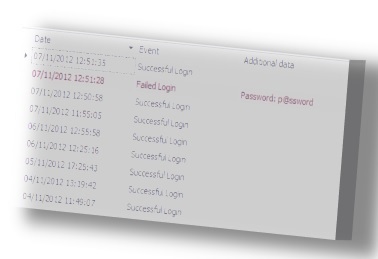 Date Event Additional data
07/11/2012 12:51:33 Successful Login
07/11/2012 12:51:28 Failed Login Password: p@ssword
07/11/2012 12:50:58 Successful Login
07/11/2012 11:55:05 Successful Login
06/11/2012 12:55:58 Successful Login
06/11/2012 12:25:16 Successful Login
05/11/2012 17:25:43 Successful Login
04/11/2012 13:19:42 Successful Login
04/11/2012 11:49:07 Successful Login